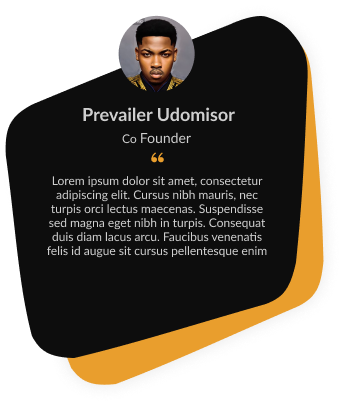 Prevailer Udomisor
Co Founder
“
Lorem ipsum dolor sit amet, consectetur
adipiscing elit. Cursus nibh mauris, nec
turpis orci lectus maecenas. Suspendisse
sed magna eget nibh in turpis. Consequat
duis diam lacus arcu. Faucibus venenatis
felis id augue sit cursus pellentesque enim